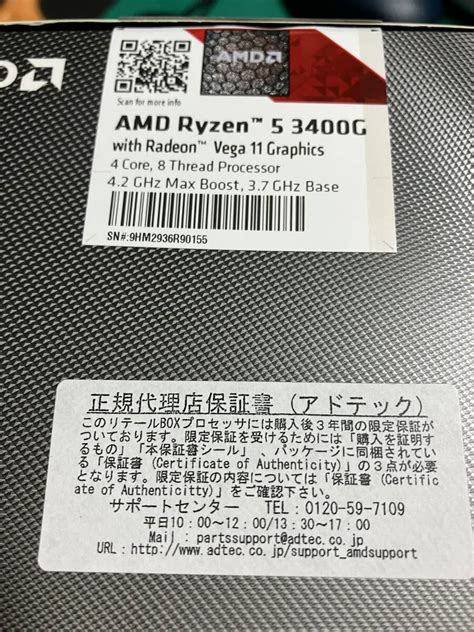 AMD
Scan for more info
AMD Ryzen™ 5 3400G
with Radeon™ Vega 11 Graphics
4 Core, 8 Thread Processor
4.2 GHz Max Boost, 3.7 GHz Base
SN#:9HM2936R90155
正規代理店保証書（アドテック）
このリテールBOXプロセッサには購入後３年間の限定保証が
ついております。限定保証を受けるためには「購入を証明す
るもの」「本保証書シール」、パッケージに同梱されている
「保証書（Certificate of Authenticity）」の３点が必要
となります。限定保証の内容については「保証書（Certific
ate of Authenticitty）」をご確認下さい。
サポートセンター　TEL：0120-59-7109
平日10：00～12：00/13：30～17：00
Mail : partssupport@adtec.co.jp
URL：http://www.adtec.co.jp/support_amdsupport